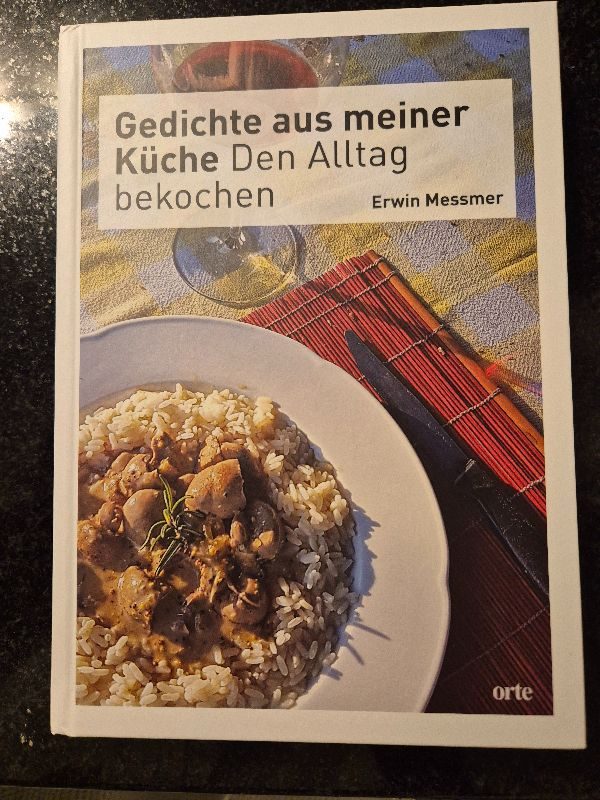 Gedichte aus meiner
Küche Den Alltag
bekochen
Erwin Messmer
orte